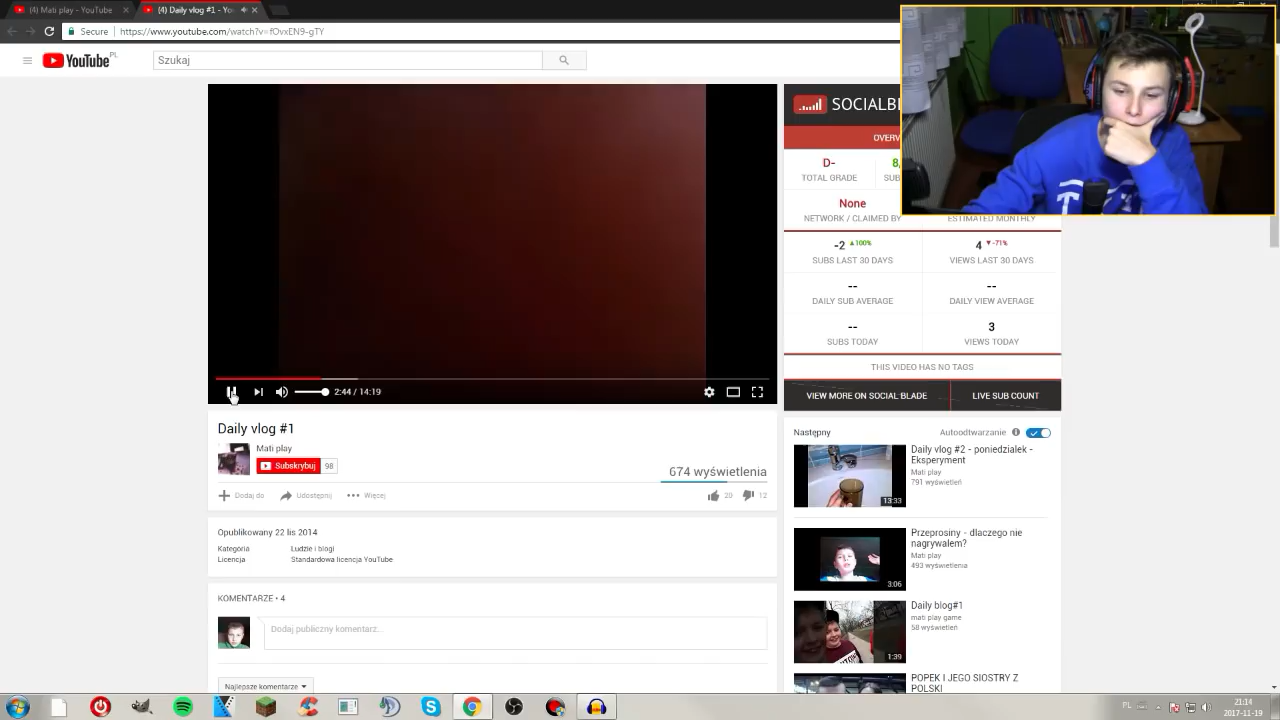 (4) Mati play - YouTube
(4) Daily vlog #1 - Yo
Secure
https://www.youtube.com/watch?v=fOvxEN9-gTY
YouTube PL
Szukaj
SOCIALBL
OVERV
D-
TOTAL GRADE
8,
SUB
None
NETWORK / CLAIMED BY
ESTIMATED MONTHLY
-2 ▲100%
SUBS LAST 30 DAYS
4 ▼-71%
VIEWS LAST 30 DAYS
--
DAILY SUB AVERAGE
--
DAILY VIEW AVERAGE
--
SUBS TODAY
3
VIEWS TODAY
THIS VIDEO HAS NO TAGS
VIEW MORE ON SOCIAL BLADE
LIVE SUB COUNT
2:44 / 14:19
Daily vlog #1
Mati play
Subskrybuj 98
674 wyświetlenia
Dodaj do
Udostępnij
Więcej
20
12
Opublikowany 22 lis 2014
Kategoria Ludzie i blogi
Licencja Standardowa licencja YouTube
KOMENTARZE • 4
Dodaj publiczny komentarz...
Najlepsze komentarze
Następny
Autoodtwarzanie
Daily vlog #2 - poniedzialek -
Eksperyment
Mati play
791 wyświetleń
13:33
Przeprosiny - dlaczego nie
nagrywałem?
Mati play
493 wyświetlenia
3:06
Daily blog#1
mati play game
58 wyświetleń
1:39
POPEK I JEGO SIOSTRY Z
POLSKI
PL
21:14
2017-11-19